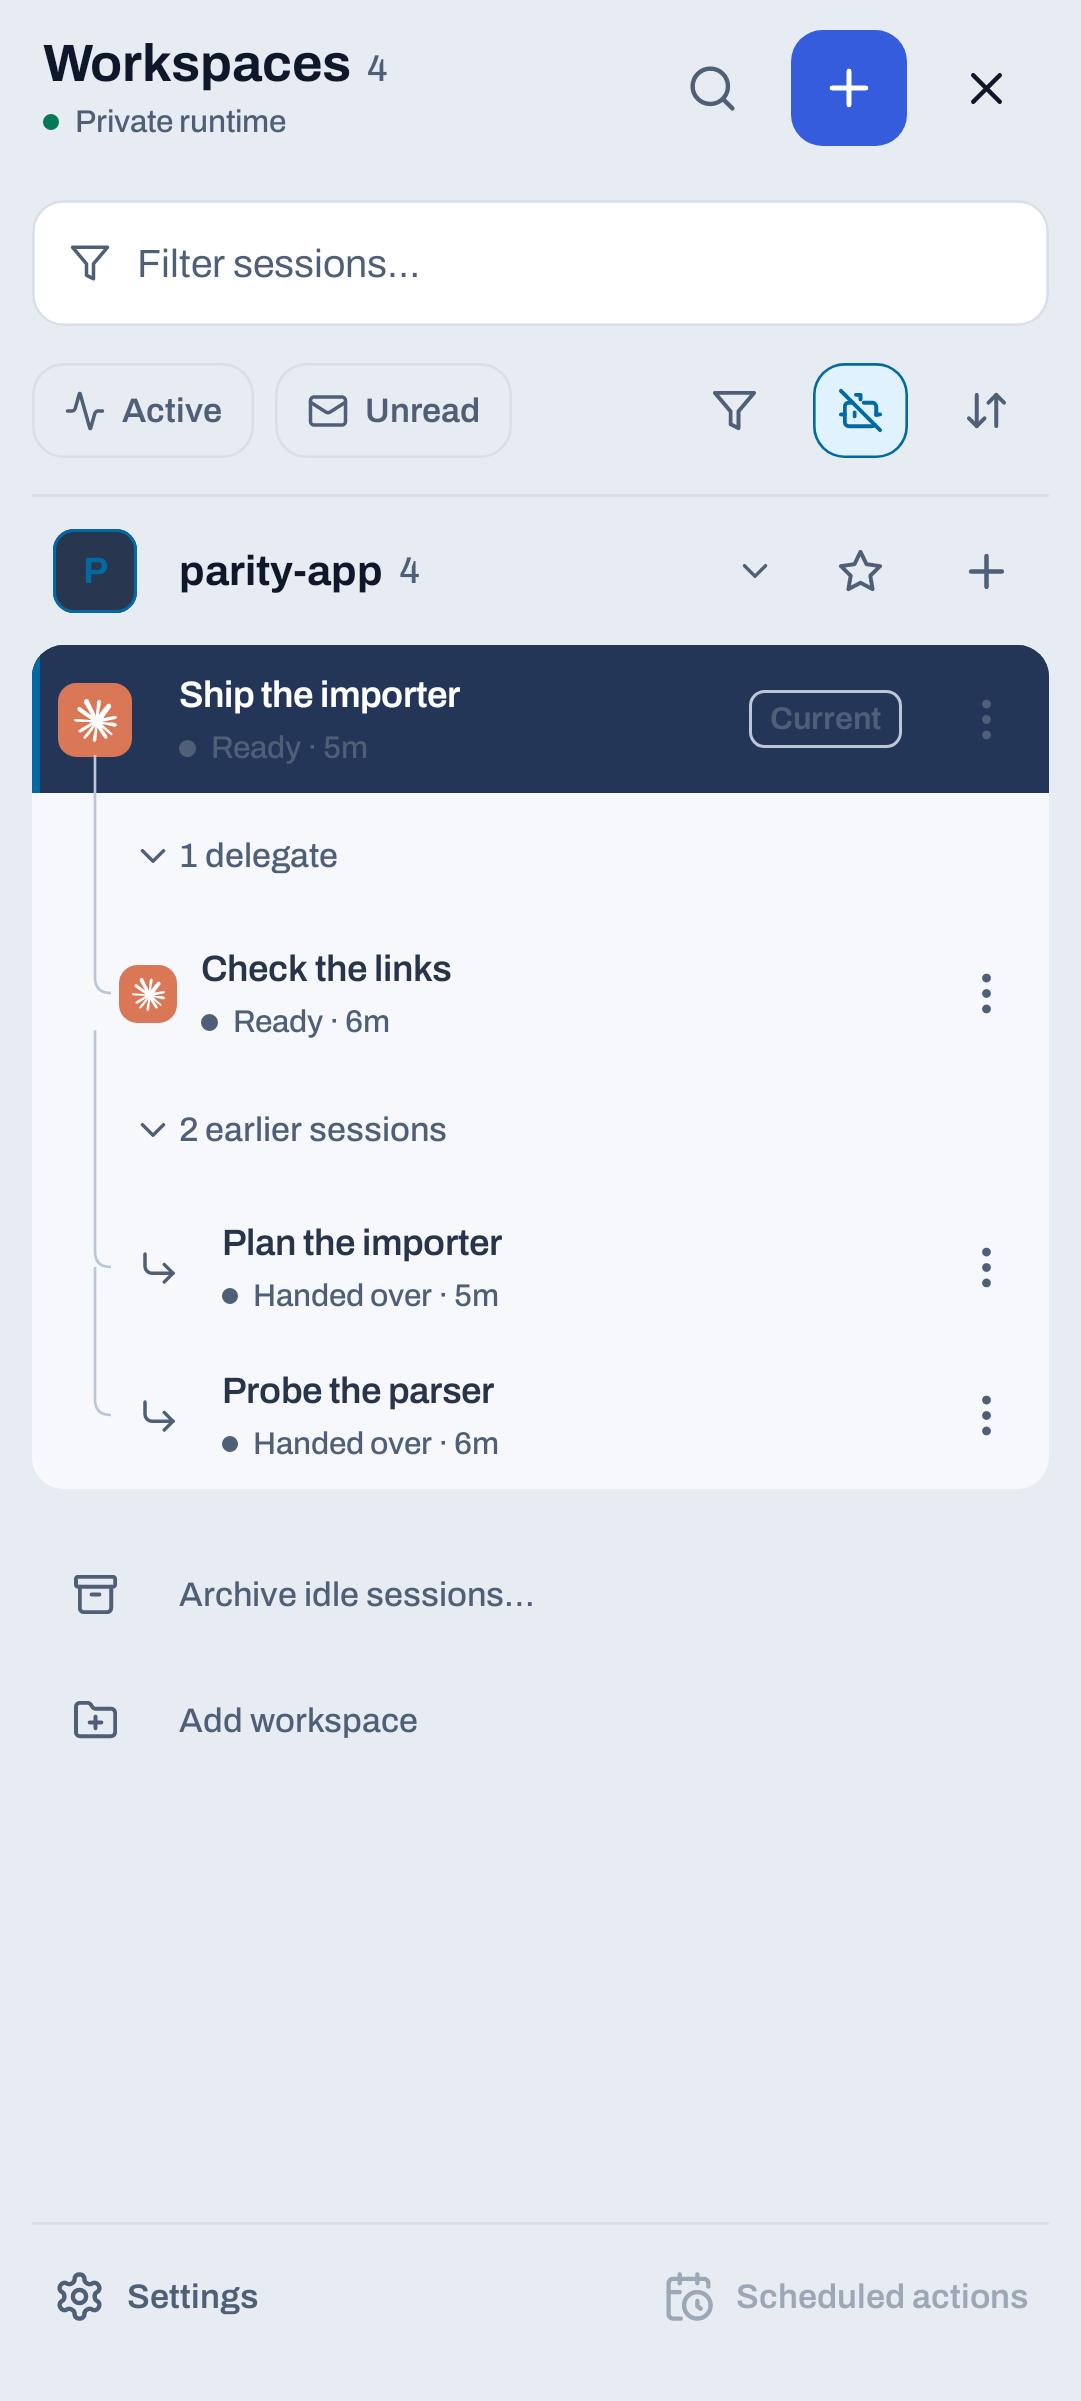 Workspaces 4
Private runtime
Filter sessions...
Active
Unread
P
parity-app 4
Ship the importer
Ready · 5m
Current
1 delegate
Check the links
Ready · 6m
2 earlier sessions
Plan the importer
Handed over · 5m
Probe the parser
Handed over · 6m
Archive idle sessions...
Add workspace
Settings
Scheduled actions